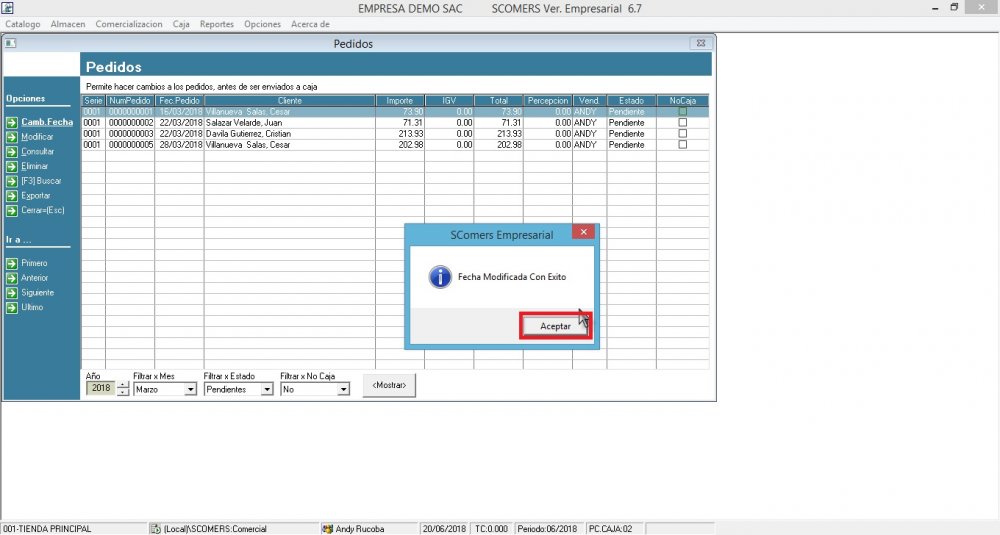 EMPRESA DEMO SAC SCOMERS Ver. Empresarial 6.7
Catalogo Almacen Comercializacion Caja Reportes Opciones Acerca de
Pedidos
Pedidos
Permite hacer cambios a los pedidos, antes de ser enviados a caja
Opciones
Camb.Fecha
Modificar
Consultar
Eliminar
[F3] Buscar
Exportar
Cerrar=(Esc)
Ir a ...
Primero
Anterior
Siguiente
Ultimo
Serie NumPedido Fec.Pedido Cliente Importe IGV Total Percepcion Vend. Estado NoCaja
0001 0000000001 16/03/2018 Villanueva Salas, Cesar 73.90 0.00 73.90 0.00 ANDY Pendiente
0001 0000000002 22/03/2018 Salazar Velarde, Juan 71.31 0.00 71.31 0.00 ANDY Pendiente
0001 0000000003 22/03/2018 Davila Gutierrez, Cristian 213.93 0.00 213.93 0.00 ANDY Pendiente
0001 0000000005 28/03/2018 Villanueva Salas, Cesar 202.98 0.00 202.98 0.00 ANDY Pendiente
SComers Empresarial
Fecha Modificada Con Exito
Aceptar
Año Filtrar x Mes Filtrar x Estado Filtrar x No Caja
2018 Marzo Pendientes No <Mostrar>
001-TIENDA PRINCIPAL (Local)\SCOMERS:Comercial Andy Rucoba 20/06/2018 TC:0.000 Periodo:06/2018 PC.CAJA:02